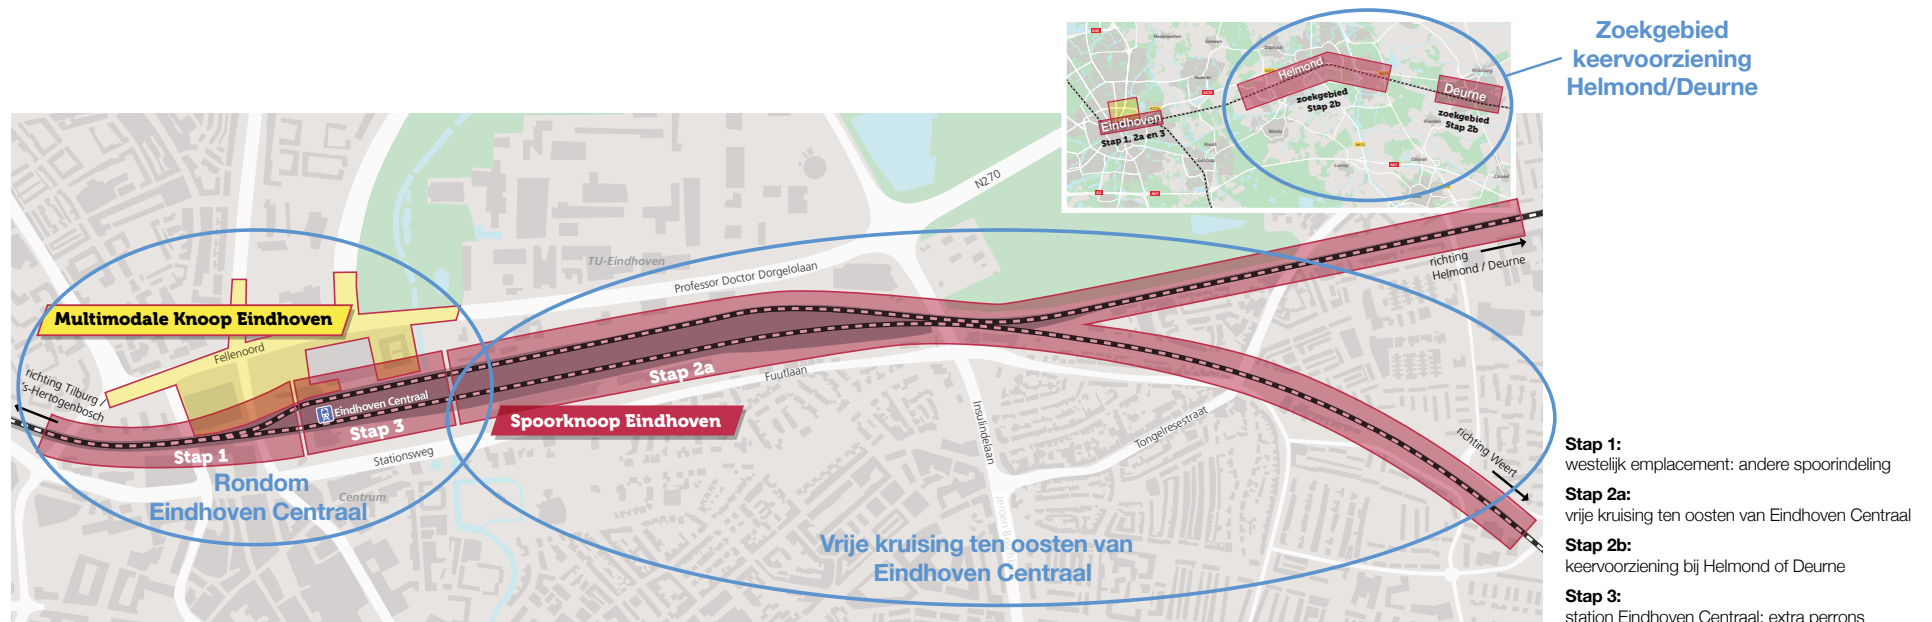 Zoekgebied
keervoorziening
Helmond/Deurne
Helmond
zoekgebied
Stap 2b
Deurne
zoekgebied
Stap 2b
Eindhoven
Stap 1, 2a en 3
N270
TU-Eindhoven
Professor Doctor Dorgelolaan
richting
Helmond / Deurne
Multimodale Knoop Eindhoven
Fellenoord
richting Tilburg /
's-Hertogenbosch
Eindhoven Centraal
Stap 1
Stap 3
Stap 2a
Fuutlaan
Spoorknoop Eindhoven
Stationsweg
Centrum
Insulindelaan
Tongelresestraat
richting Weert
Rondom
Eindhoven Centraal
Vrije kruising ten oosten van
Eindhoven Centraal
Stap 1:
westelijk emplacement: andere spoorindeling
Stap 2a:
vrije kruising ten oosten van Eindhoven Centraal
Stap 2b:
keervoorziening bij Helmond of Deurne
Stap 3:
station Eindhoven Centraal: extra perrons